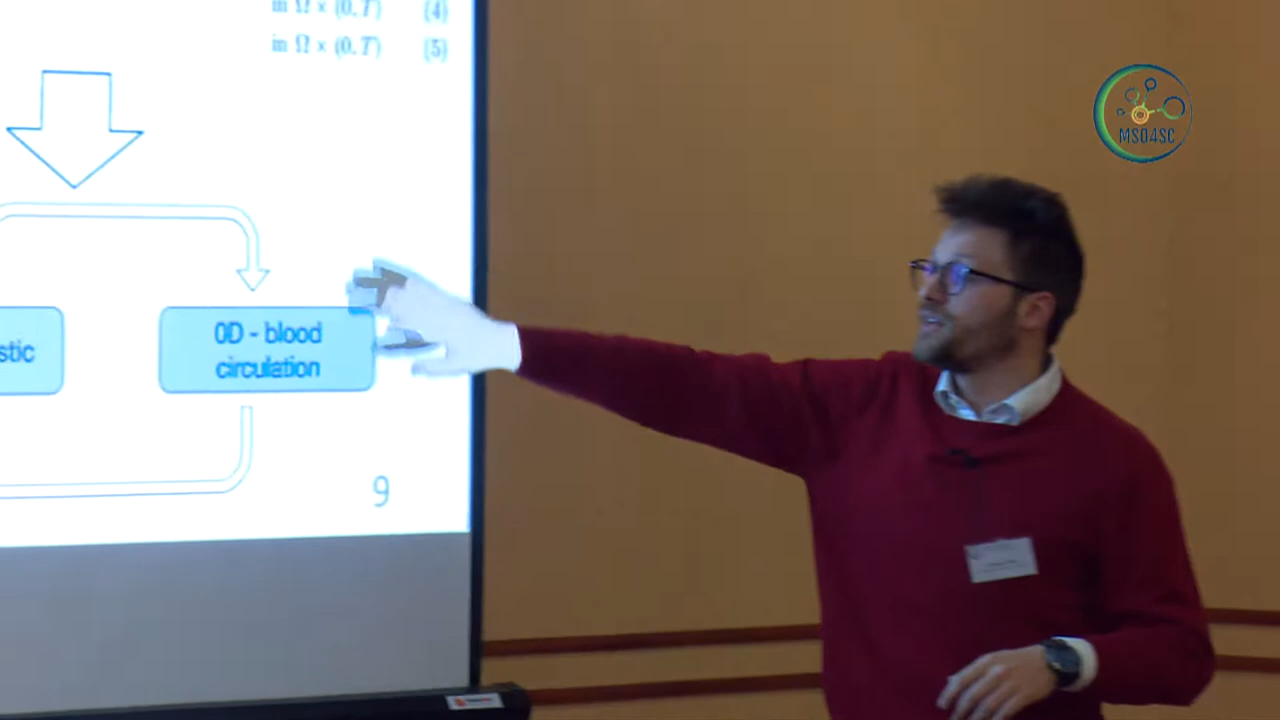 in Ω × (0, T) (4)
in Ω × (0, T) (5)
MSO4SC
stic
0D - blood
circulation
9